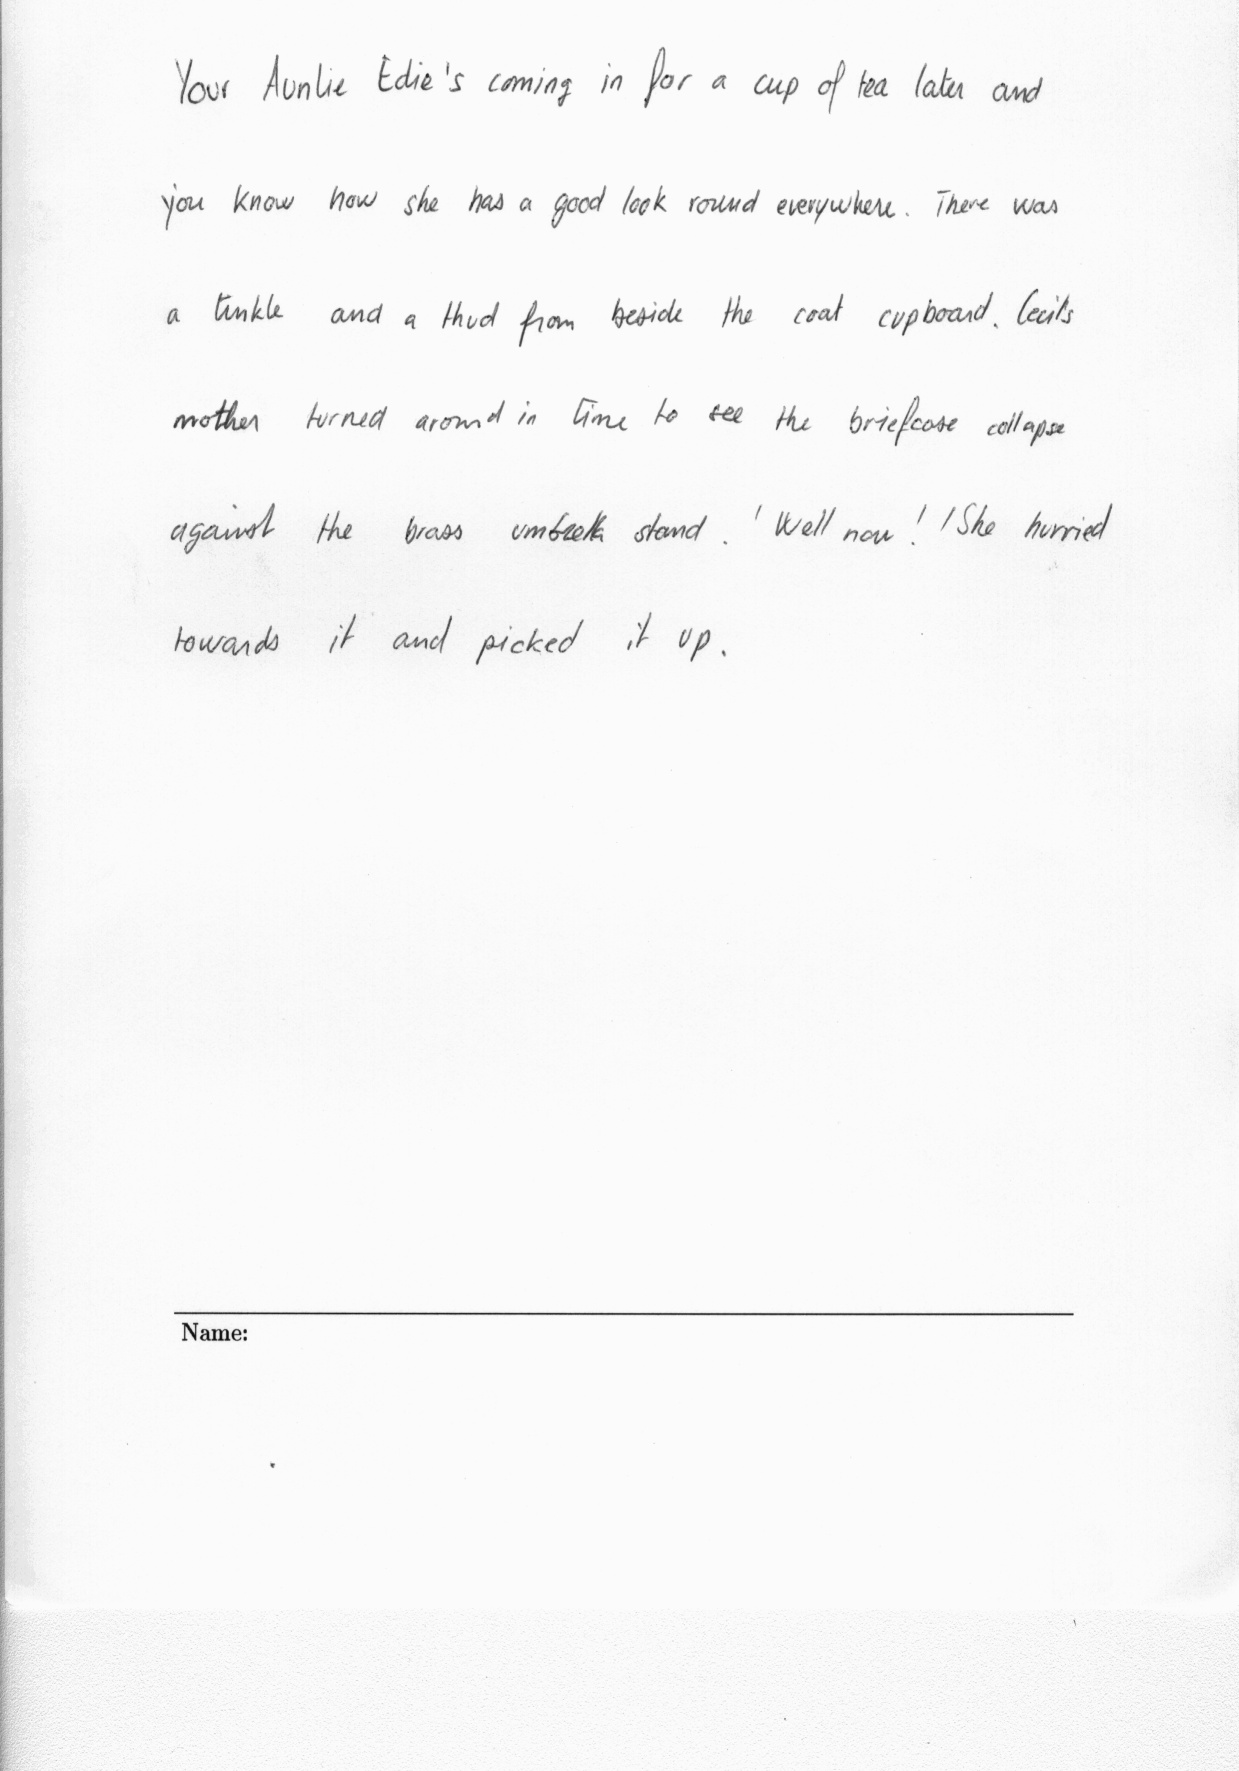 Your Auntie Edie's coming in for a cup of tea later and
you know how she has a good look round everywhere. There was
a tinkle and a thud from beside the coat cupboard. Cecil's
mother turned around in time to see the briefcase collapse
against the brass stand. 'Well now!' She hurried
towards it and picked it up.
Name: